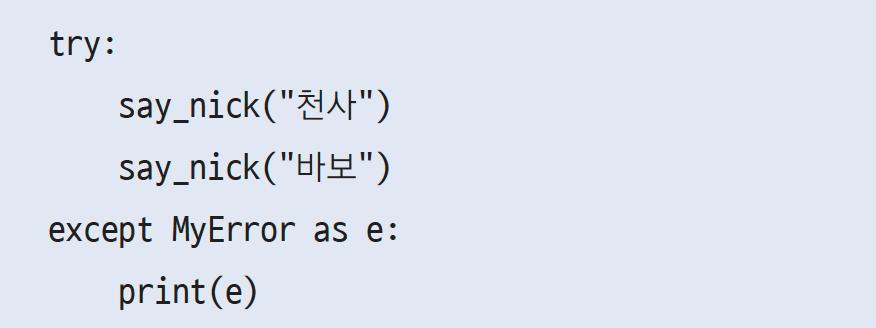 try:
    say_nick("천사")
    say_nick("바보")
except MyError as e:
    print(e)